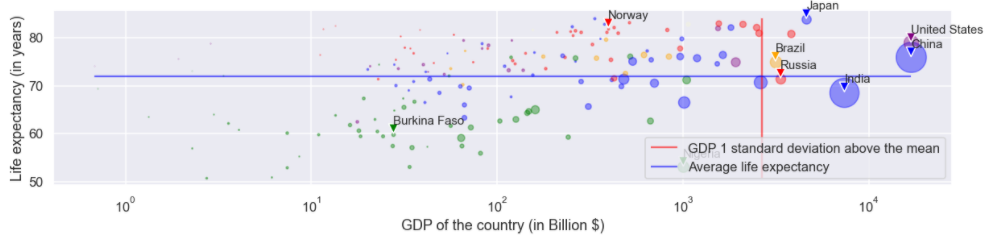 Japan
Norway
United States
China
Brazil
Russia
India
Burkina Faso
Nigeria
Life expectancy (in years)
80
70
60
50
GDP 1 standard deviation above the mean
Average life expectancy
10^0
10^1
10^2
10^3
10^4
GDP of the country (in Billion $)